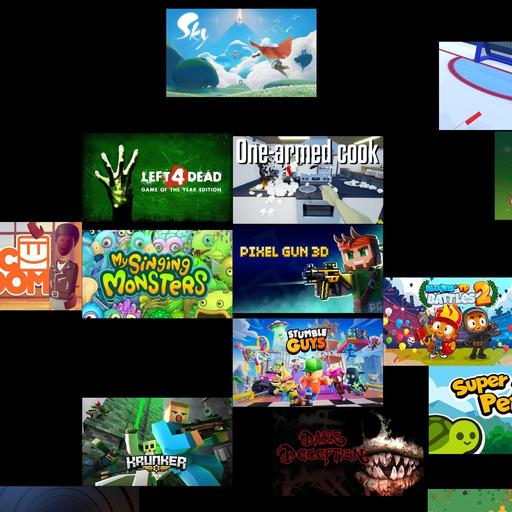 Sky
LEFT 4 DEAD
GAME OF THE YEAR EDITION
One-armed cook
My Singing
MONSTERS
PIXEL GUN 3D
BATTLES 2
STUMBLE
GUYS
Super
Pe
KRUNKER
DARK
DECEPTION